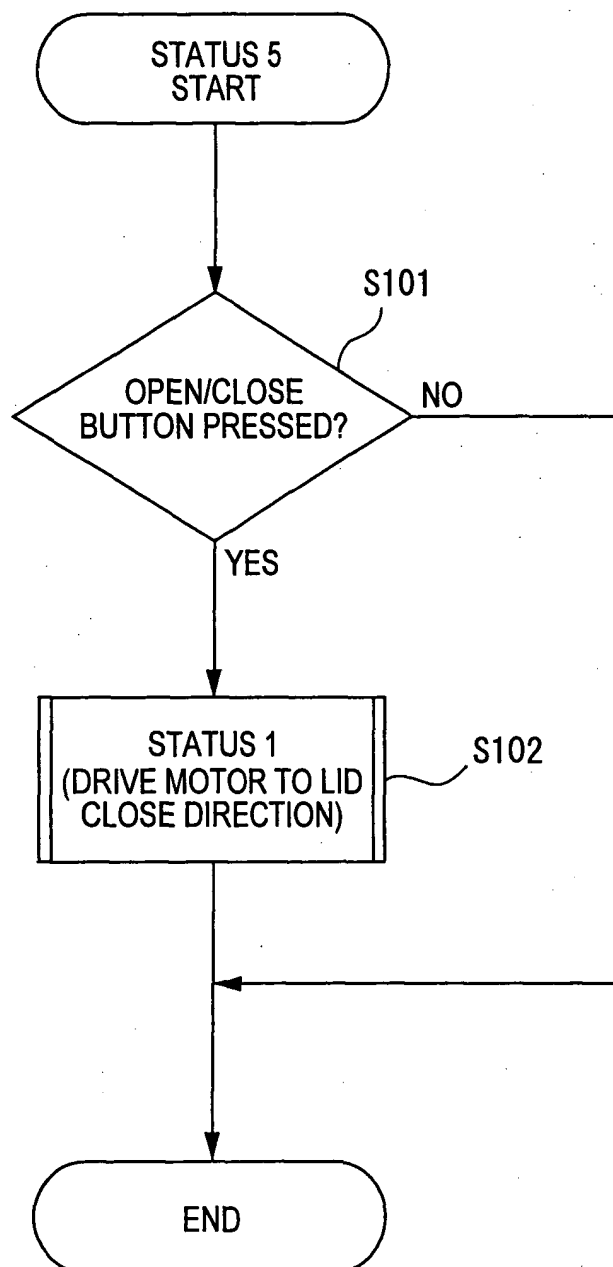 STATUS 5
START
S101
OPEN/CLOSE
BUTTON PRESSED?
NO
YES
STATUS 1
(DRIVE MOTOR TO LID
CLOSE DIRECTION)
S102
END